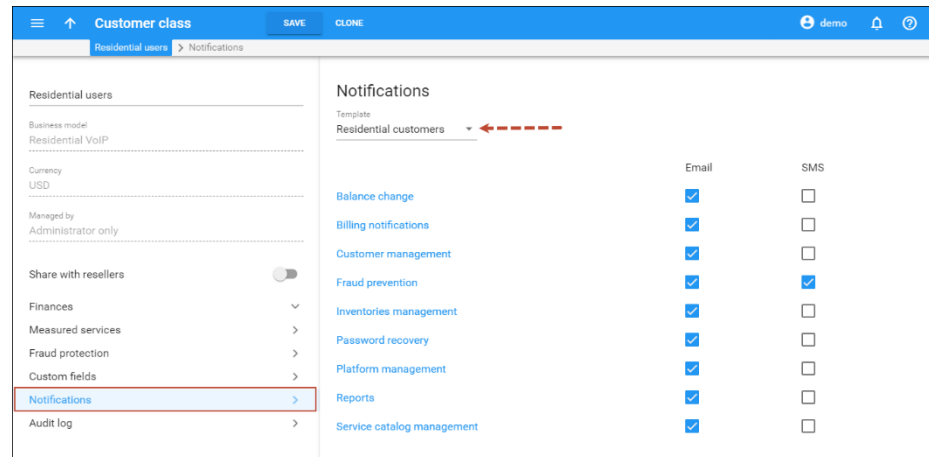 Customer class SAVE CLONE demo
Residential users > Notifications
Residential users
Business model
Residential VoIP
Currency
USD
Managed by
Administrator only
Share with resellers
Finances
Measured services
Fraud protection
Custom fields
Notifications
Audit log
Notifications
Template
Residential customers
Email SMS
Balance change
Billing notifications
Customer management
Fraud prevention
Inventories management
Password recovery
Platform management
Reports
Service catalog management